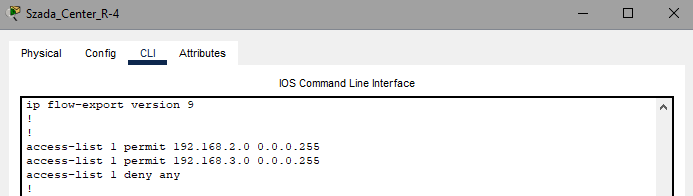 Szada_Center_R-4
Physical Config CLI Attributes
IOS Command Line Interface
ip flow-export version 9
!
!
access-list 1 permit 192.168.2.0 0.0.0.255
access-list 1 permit 192.168.3.0 0.0.0.255
access-list 1 deny any
!